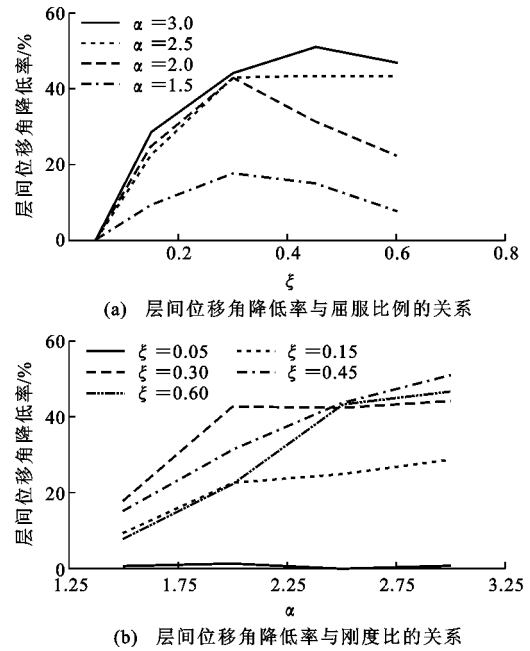 60
40
20
0
层间位移角降低率/%
α=3.0
α=2.5
α=2.0
α=1.5
0.2 0.4 0.6 0.8
ξ
(a) 层间位移角降低率与屈服比例的关系
60
40
20
0
层间位移角降低率/%
ξ=0.05 ξ=0.15
ξ=0.30 ξ=0.45
ξ=0.60
1.25 1.75 2.25 2.75 3.25
α
(b) 层间位移角降低率与刚度比的关系